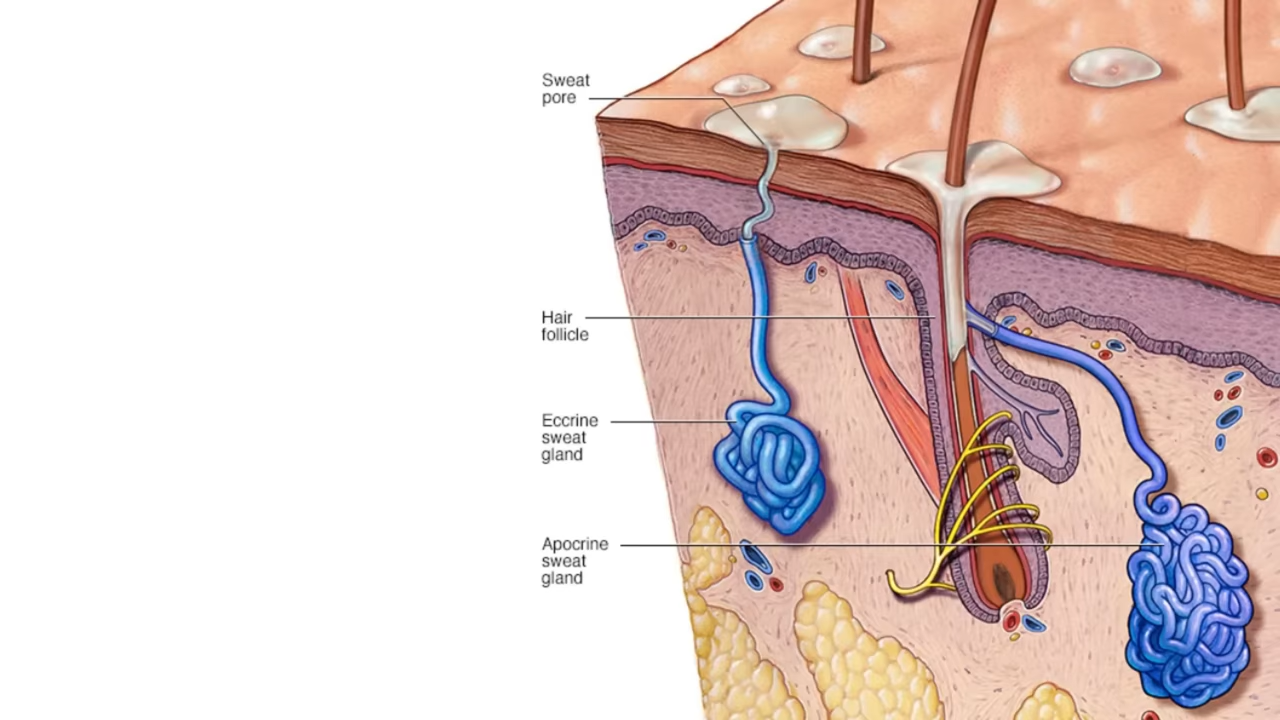 Sweat
pore
Hair
follicle
Eccrine
sweat
gland
Apocrine
sweat
gland